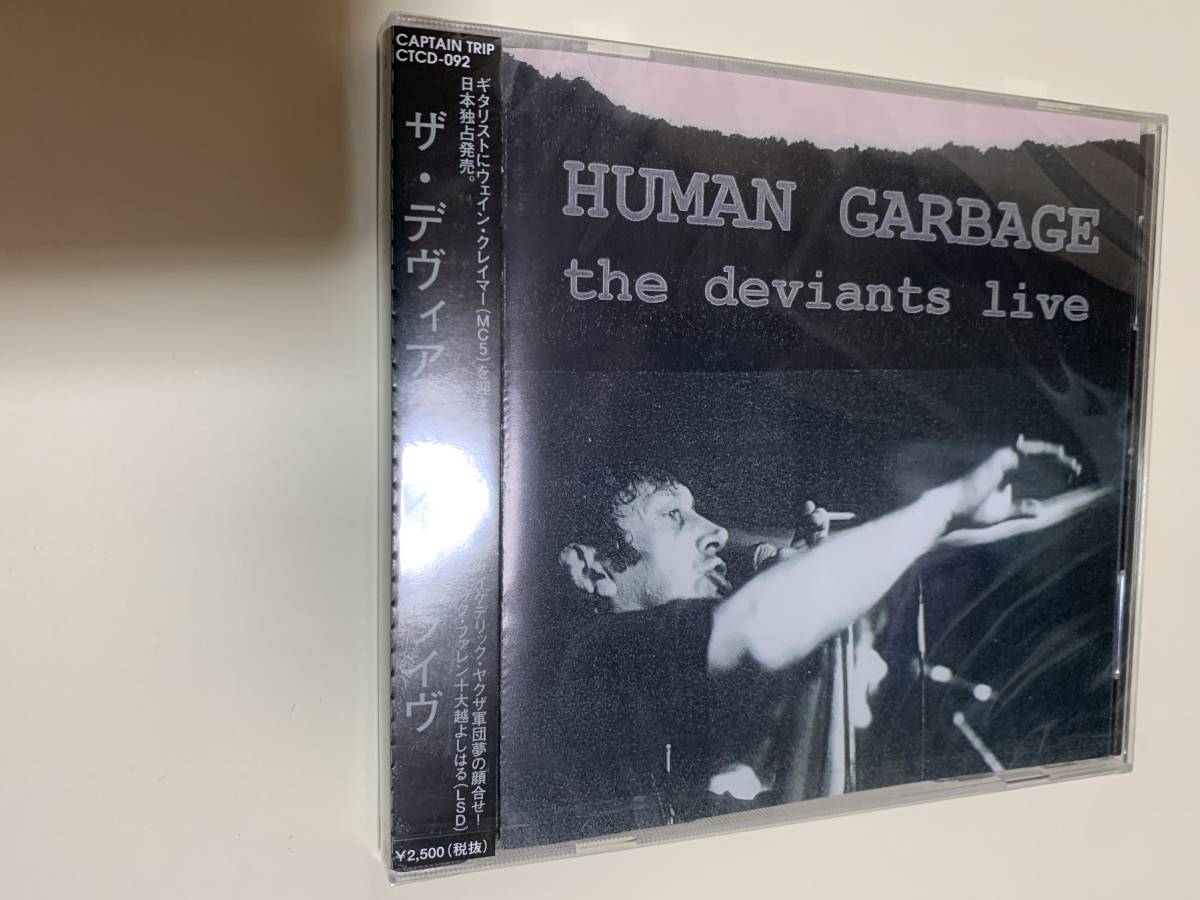 CAPTAIN TRIP
CTCD-092
ギタリストにウェイン・クレイマー(MC5)を迎
イケデリック・ヤクザ軍団夢の顔合せ!
日本独占発売。
ク・ファレン十大越よしはる(LSD)
ザ・デヴィア
ライヴ
¥2,500(税抜)
HUMAN GARBAGE
the deviants live